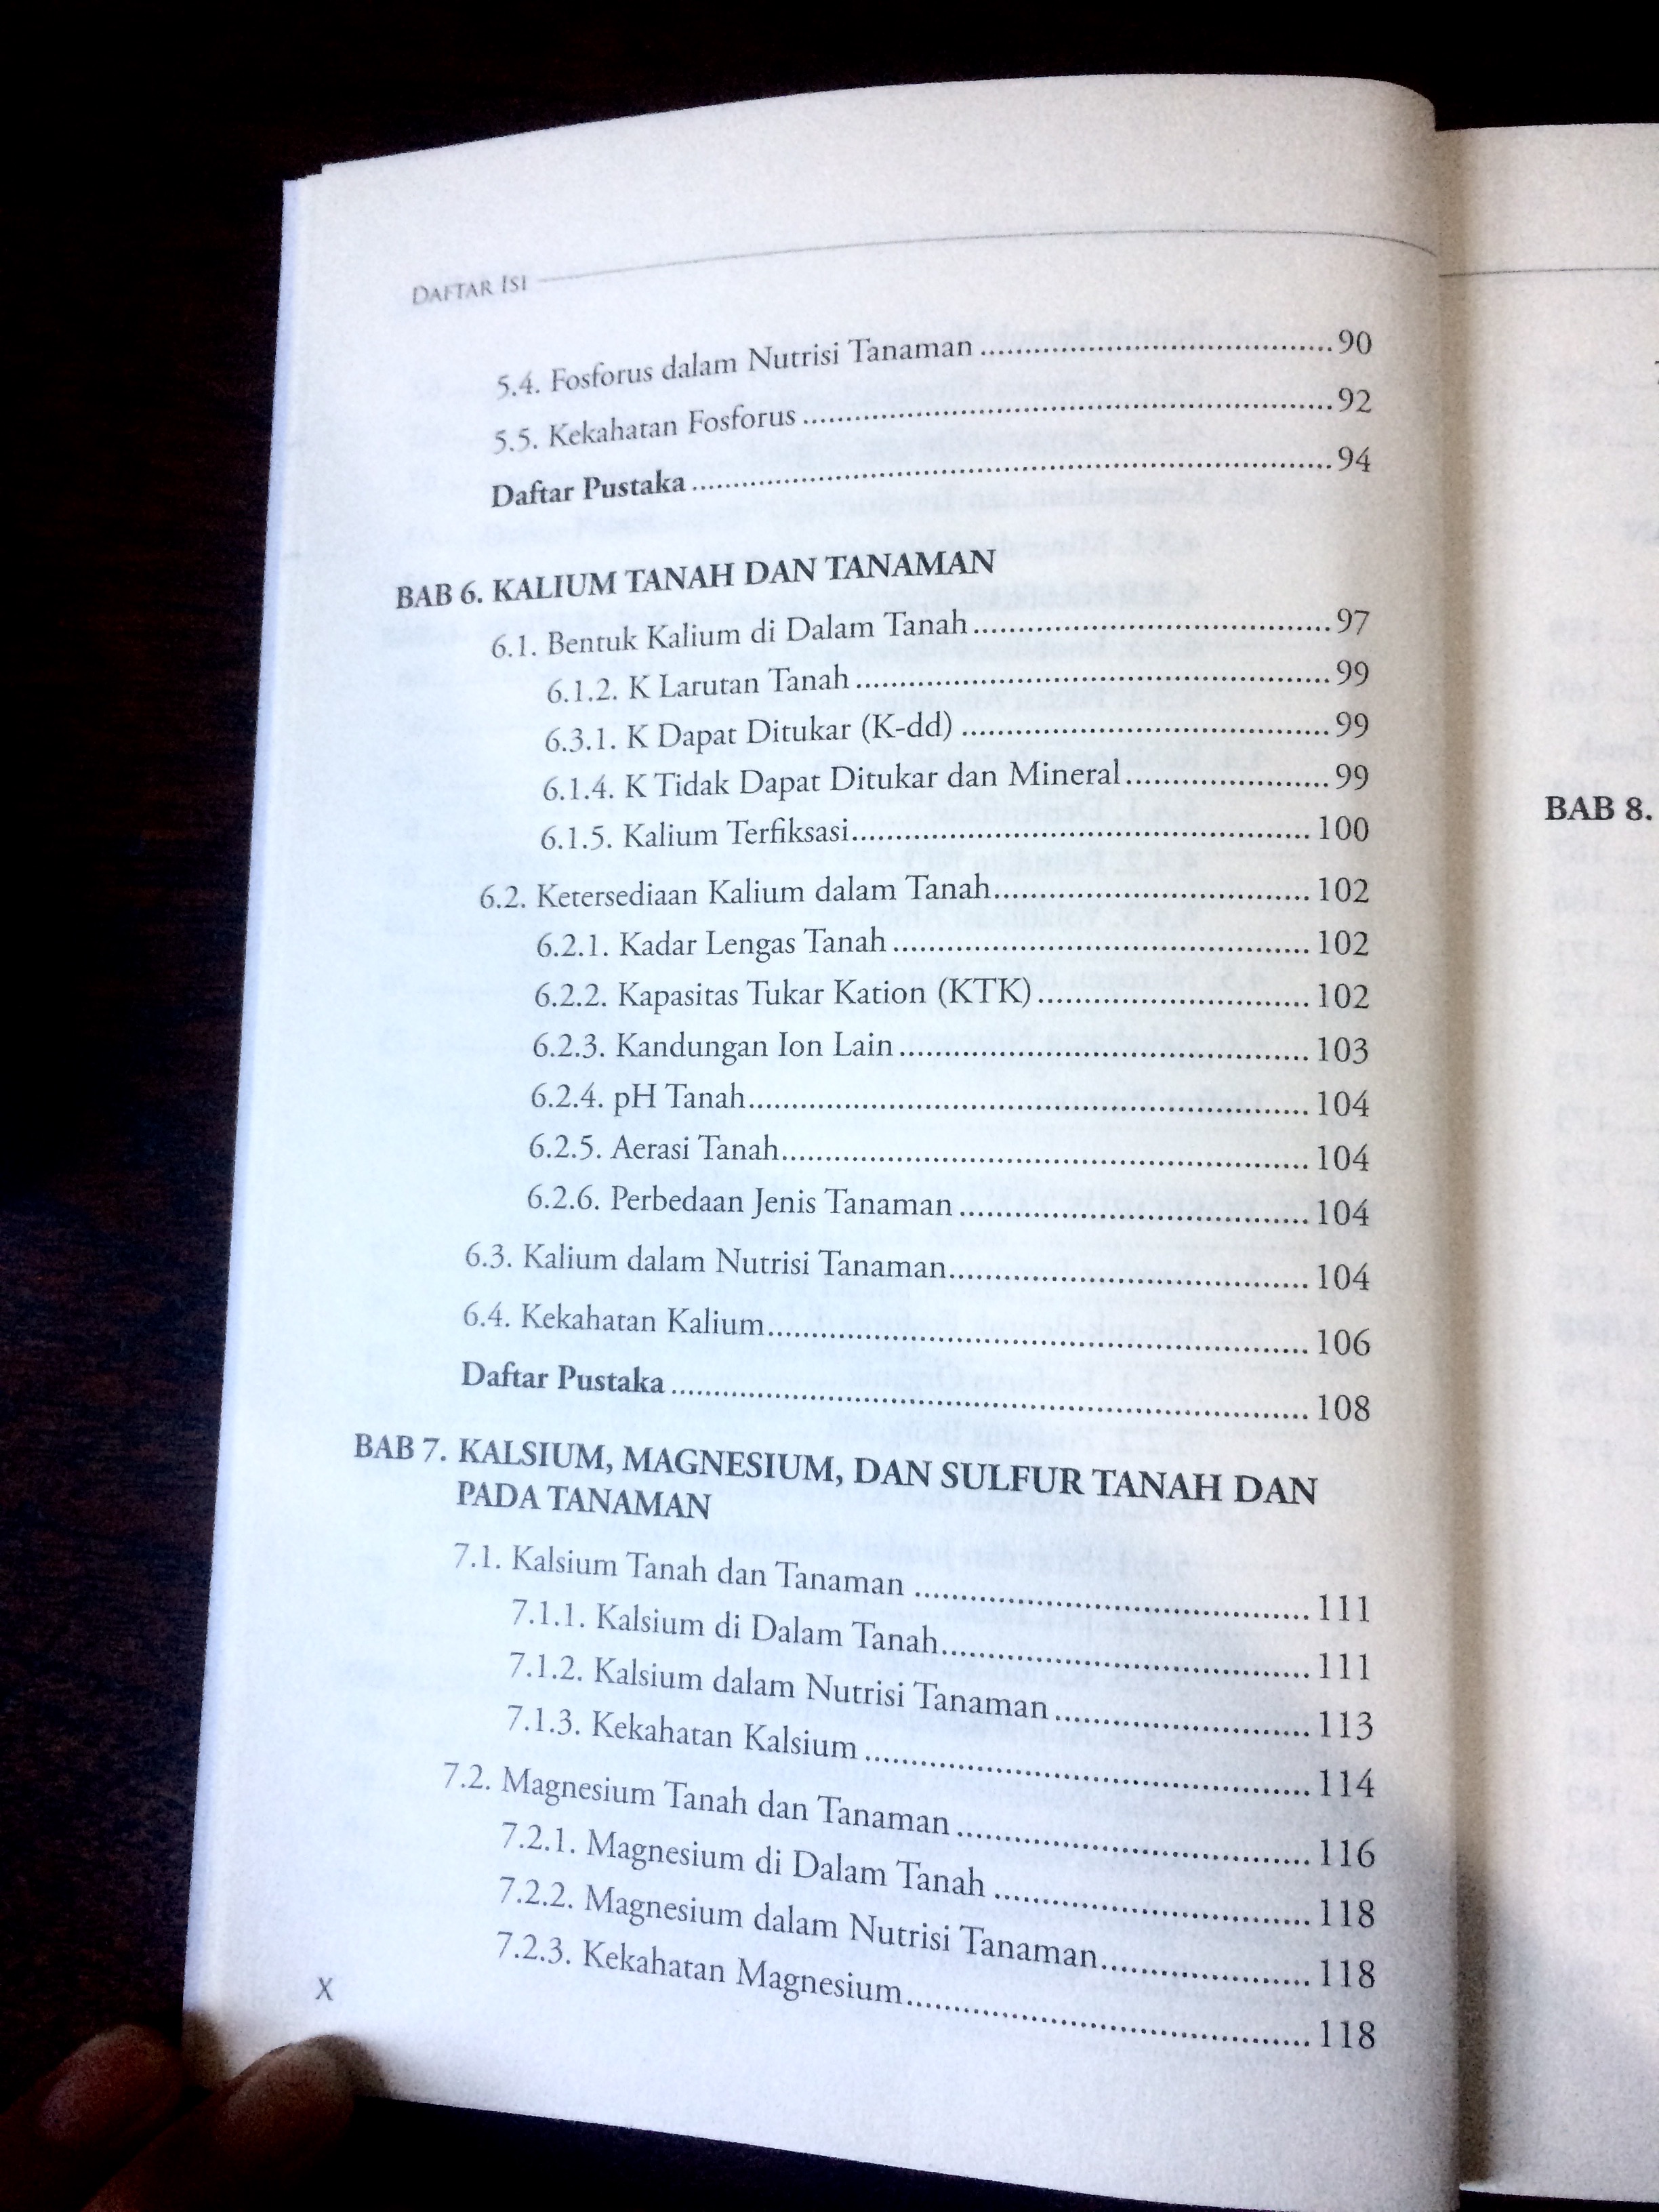 DAFTAR ISI
5.4. Fosforus dalam Nutrisi Tanaman ........ 90
5.5. Kekahatan Fosforus ........ 92
Daftar Pustaka ........ 94
BAB 6. KALIUM TANAH DAN TANAMAN
6.1. Bentuk Kalium di Dalam Tanah ........ 97
6.1.2. K Larutan Tanah ........ 99
6.3.1. K Dapat Ditukar (K-dd) ........ 99
6.1.4. K Tidak Dapat Ditukar dan Mineral ........ 99
6.1.5. Kalium Terfiksasi ........ 100
6.2. Ketersediaan Kalium dalam Tanah ........ 102
6.2.1. Kadar Lengas Tanah ........ 102
6.2.2. Kapasitas Tukar Kation (KTK) ........ 102
6.2.3. Kandungan Ion Lain ........ 103
6.2.4. pH Tanah ........ 104
6.2.5. Aerasi Tanah ........ 104
6.2.6. Perbedaan Jenis Tanaman ........ 104
6.3. Kalium dalam Nutrisi Tanaman ........ 104
6.4. Kekahatan Kalium ........ 106
Daftar Pustaka ........ 108
BAB 7. KALSIUM, MAGNESIUM, DAN SULFUR TANAH DAN
PADA TANAMAN
7.1. Kalsium Tanah dan Tanaman ........ 111
7.1.1. Kalsium di Dalam Tanah ........ 111
7.1.2. Kalsium dalam Nutrisi Tanaman ........ 113
7.1.3. Kekahatan Kalsium ........ 114
7.2. Magnesium Tanah dan Tanaman ........ 116
7.2.1. Magnesium di Dalam Tanah ........ 118
7.2.2. Magnesium dalam Nutrisi Tanaman ........ 118
7.2.3. Kekahatan Magnesium ........ 118
X
BAB 8.